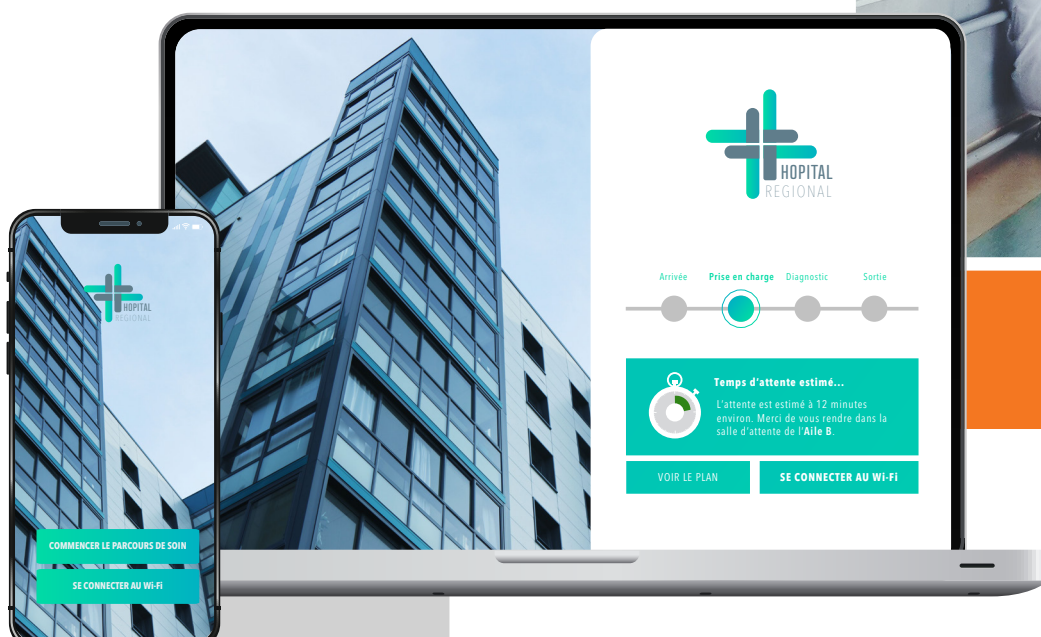 HOPITAL
REGIONAL
Arrivée Prise en charge Diagnostic Sortie
Temps d'attente estimé...
L'attente est estimé à 12 minutes
environ. Merci de vous rendre dans la
salle d'attente de l'Aile B.
VOIR LE PLAN SE CONNECTER AU Wi-Fi
HOPITAL
REGIONAL
COMMENCER LE PARCOURS DE SOIN
SE CONNECTER AU Wi-Fi